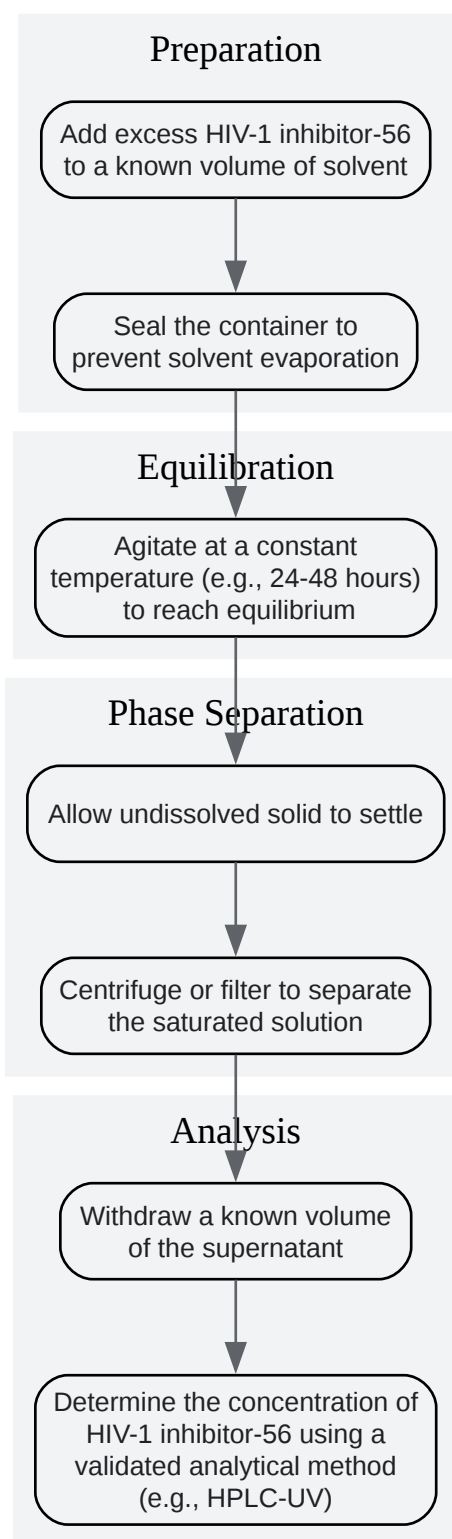 Preparation
Add excess HIV-1 inhibitor-56
to a known volume of solvent
Seal the container to
prevent solvent evaporation
Equilibration
Agitate at a constant
temperature (e.g., 24-48 hours)
to reach equilibrium
Phase Separation
Allow undissolved solid to settle
Centrifuge or filter to separate
the saturated solution
Analysis
Withdraw a known volume
of the supernatant
Determine the concentration of
HIV-1 inhibitor-56 using a
validated analytical method
(e.g., HPLC-UV)